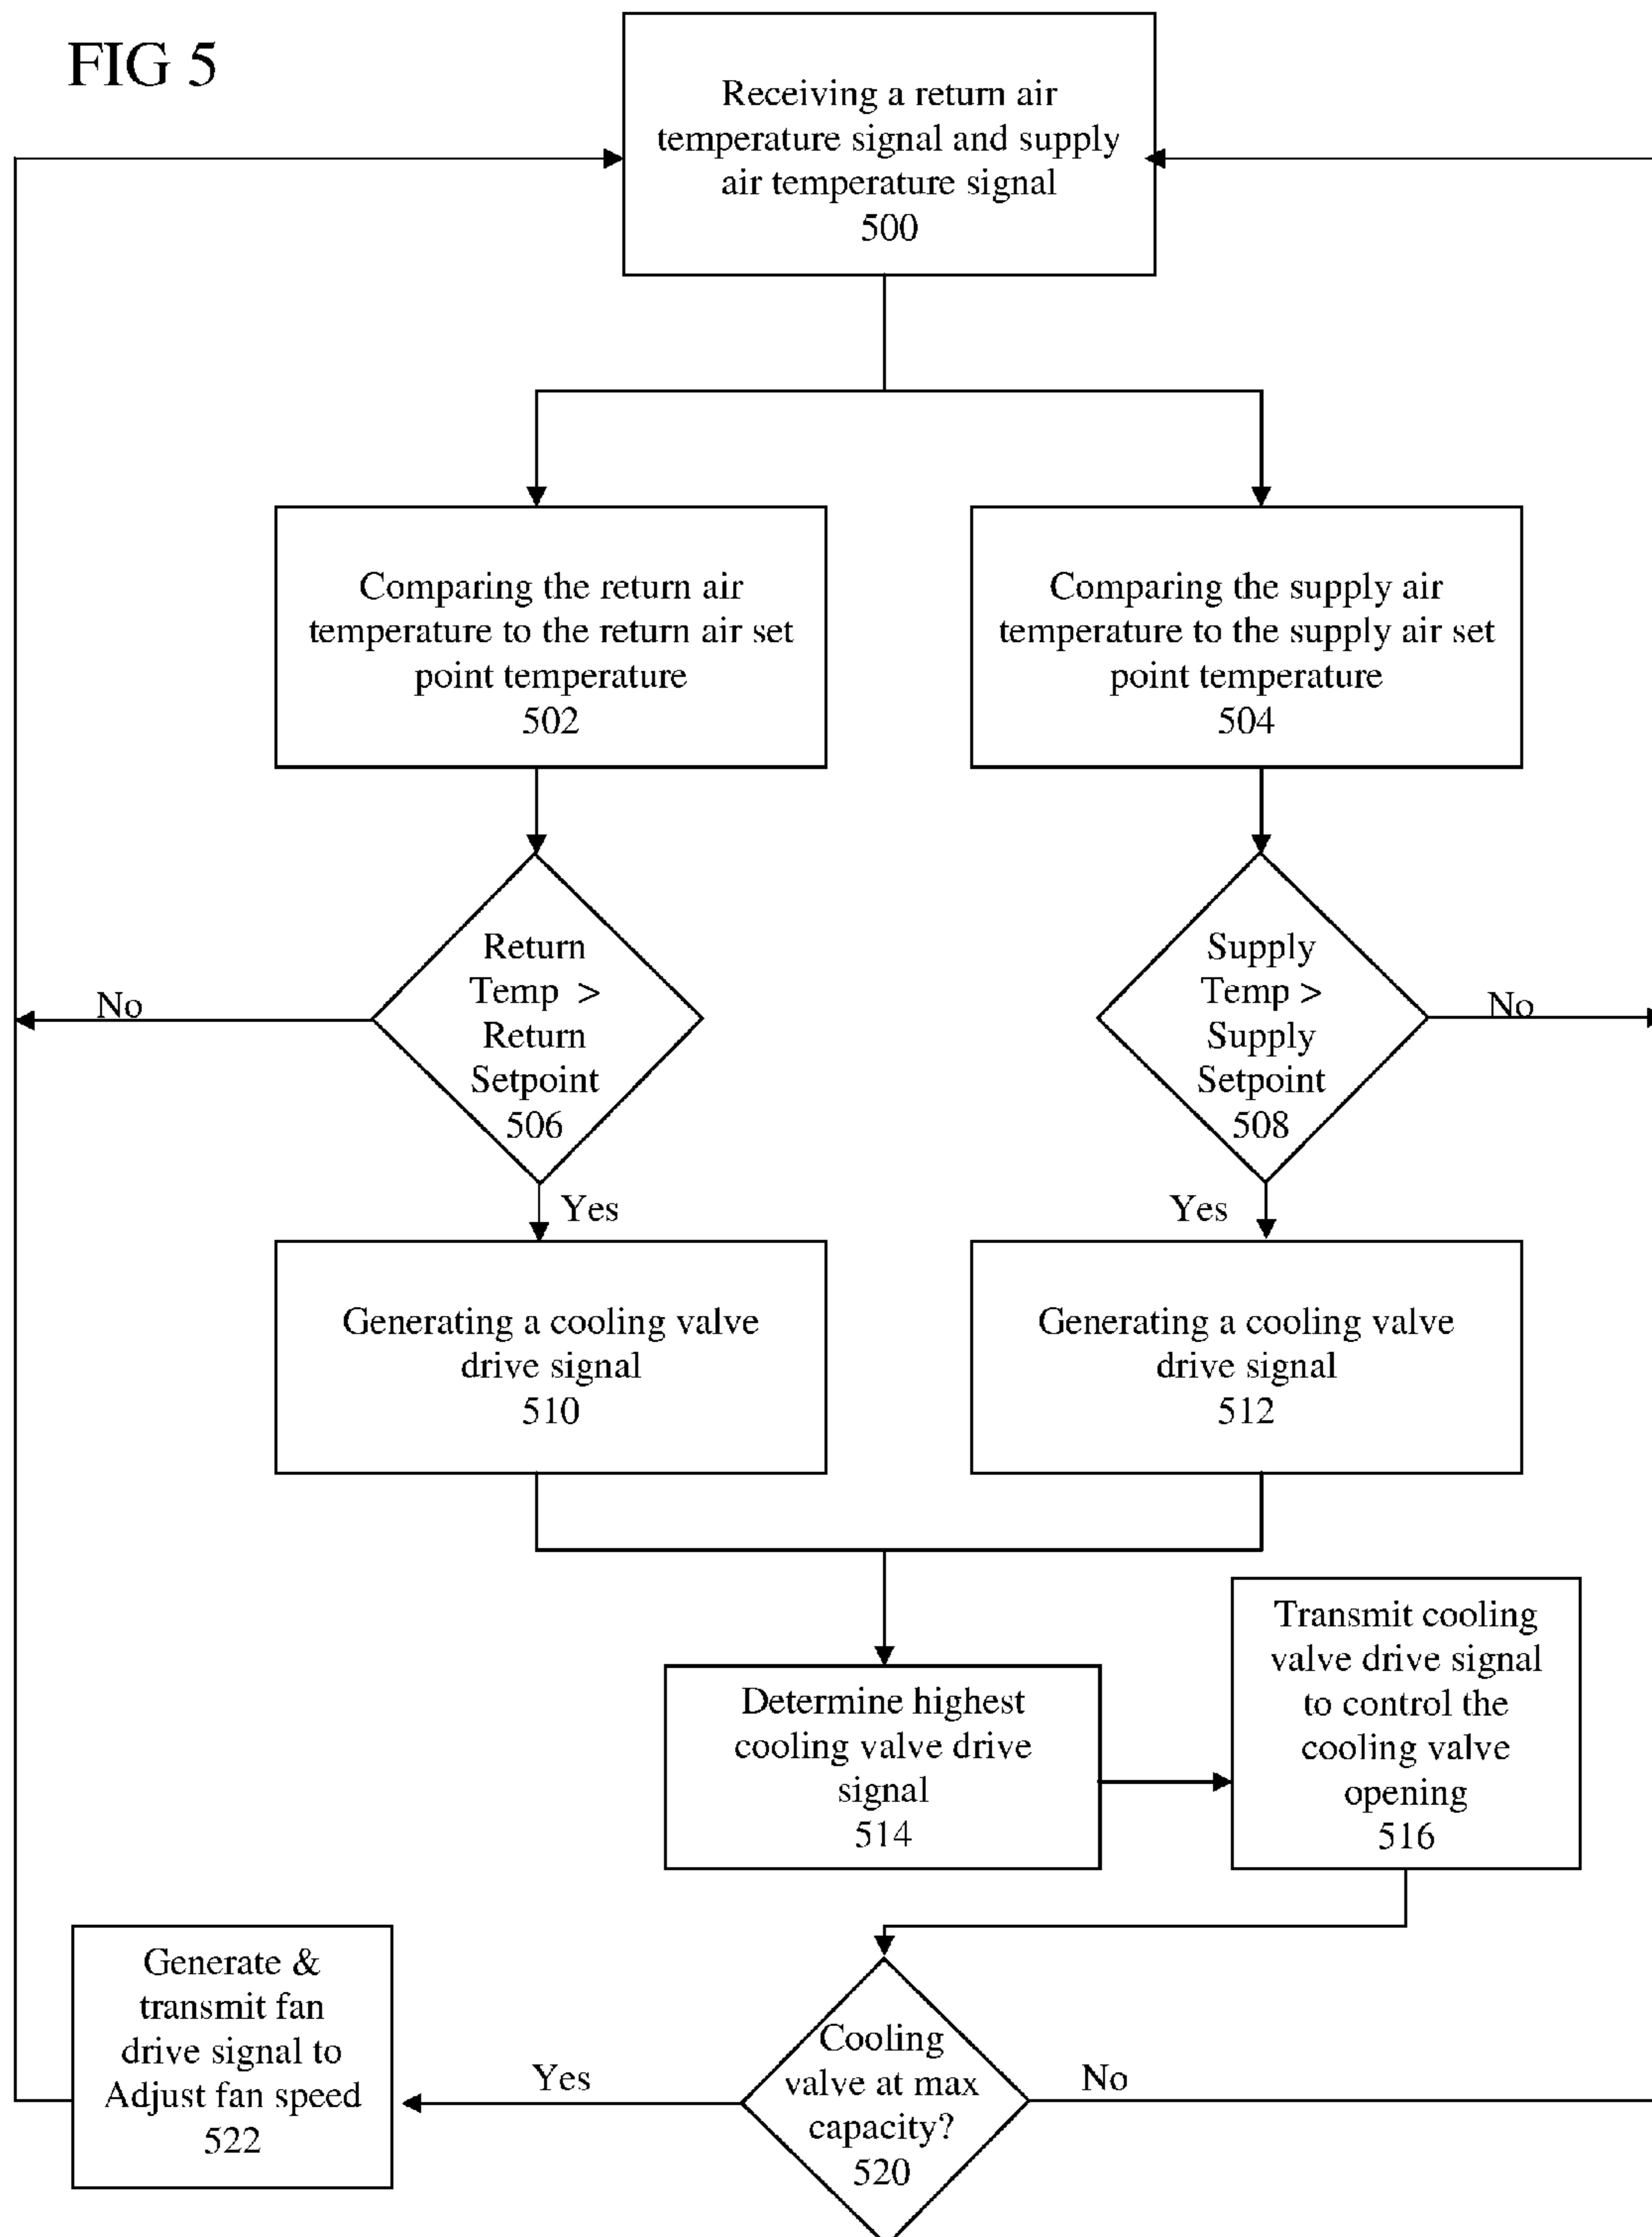 FIG 5
Receiving a return air
temperature signal and supply
air temperature signal
500
Comparing the return air
temperature to the return air set
point temperature
502
Comparing the supply air
temperature to the supply air set
point temperature
504
Return
Temp >
Return
Setpoint
506
No
Supply
Temp >
Supply
Setpoint
508
No
Yes
Yes
Generating a cooling valve
drive signal
510
Generating a cooling valve
drive signal
512
Determine highest
cooling valve drive
signal
514
Transmit cooling
valve drive signal
to control the
cooling valve
opening
516
Generate &
transmit fan
drive signal to
Adjust fan speed
522
Yes
Cooling
valve at max
capacity?
520
No